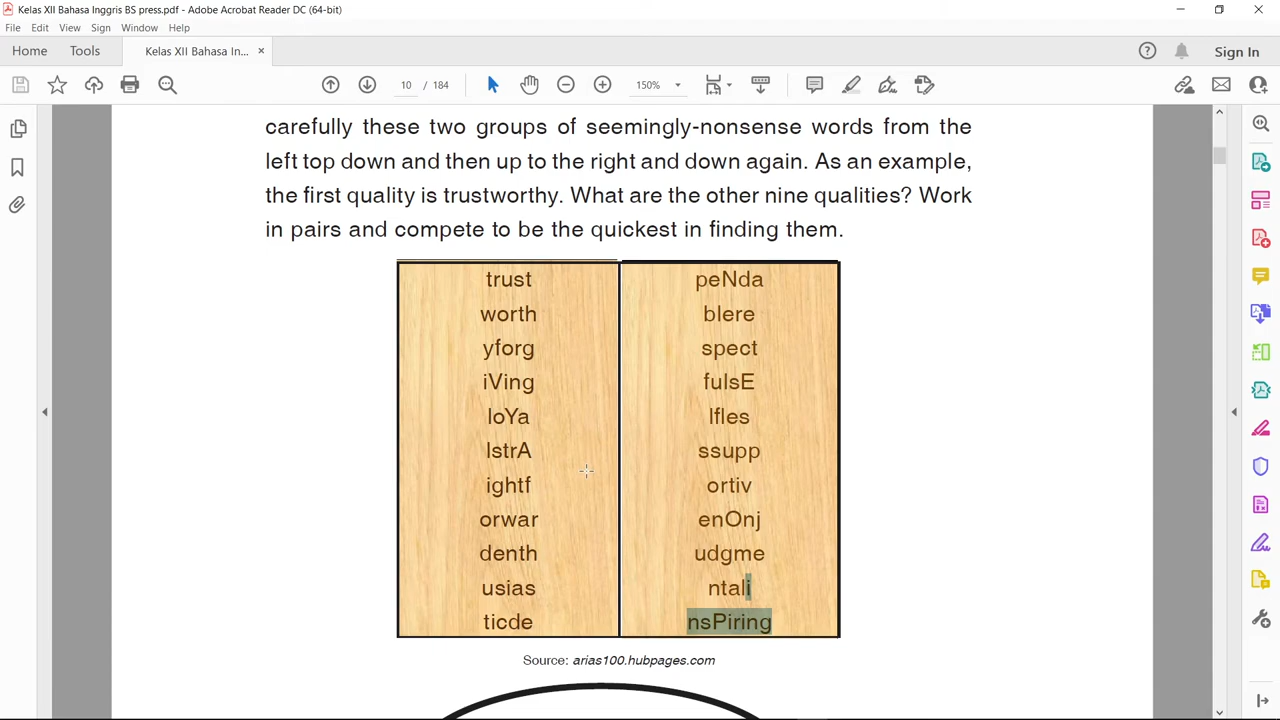 Kelas XII Bahasa Inggris BS press.pdf - Adobe Acrobat Reader DC (64-bit)
File Edit View Sign Window Help
Home Tools Kelas XII Bahasa In... × Sign In
10 / 184 150%
carefully these two groups of seemingly-nonsense words from the
left top down and then up to the right and down again. As an example,
the first quality is trustworthy. What are the other nine qualities? Work
in pairs and compete to be the quickest in finding them.
trust
worth
yforg
iVing
loYa
lstrA
ightf
orwar
denth
usias
ticde
peNda
blere
spect
fulsE
lfles
ssupp
ortiv
enOnj
udgme
ntali
nsPiring
Source: arias100.hubpages.com